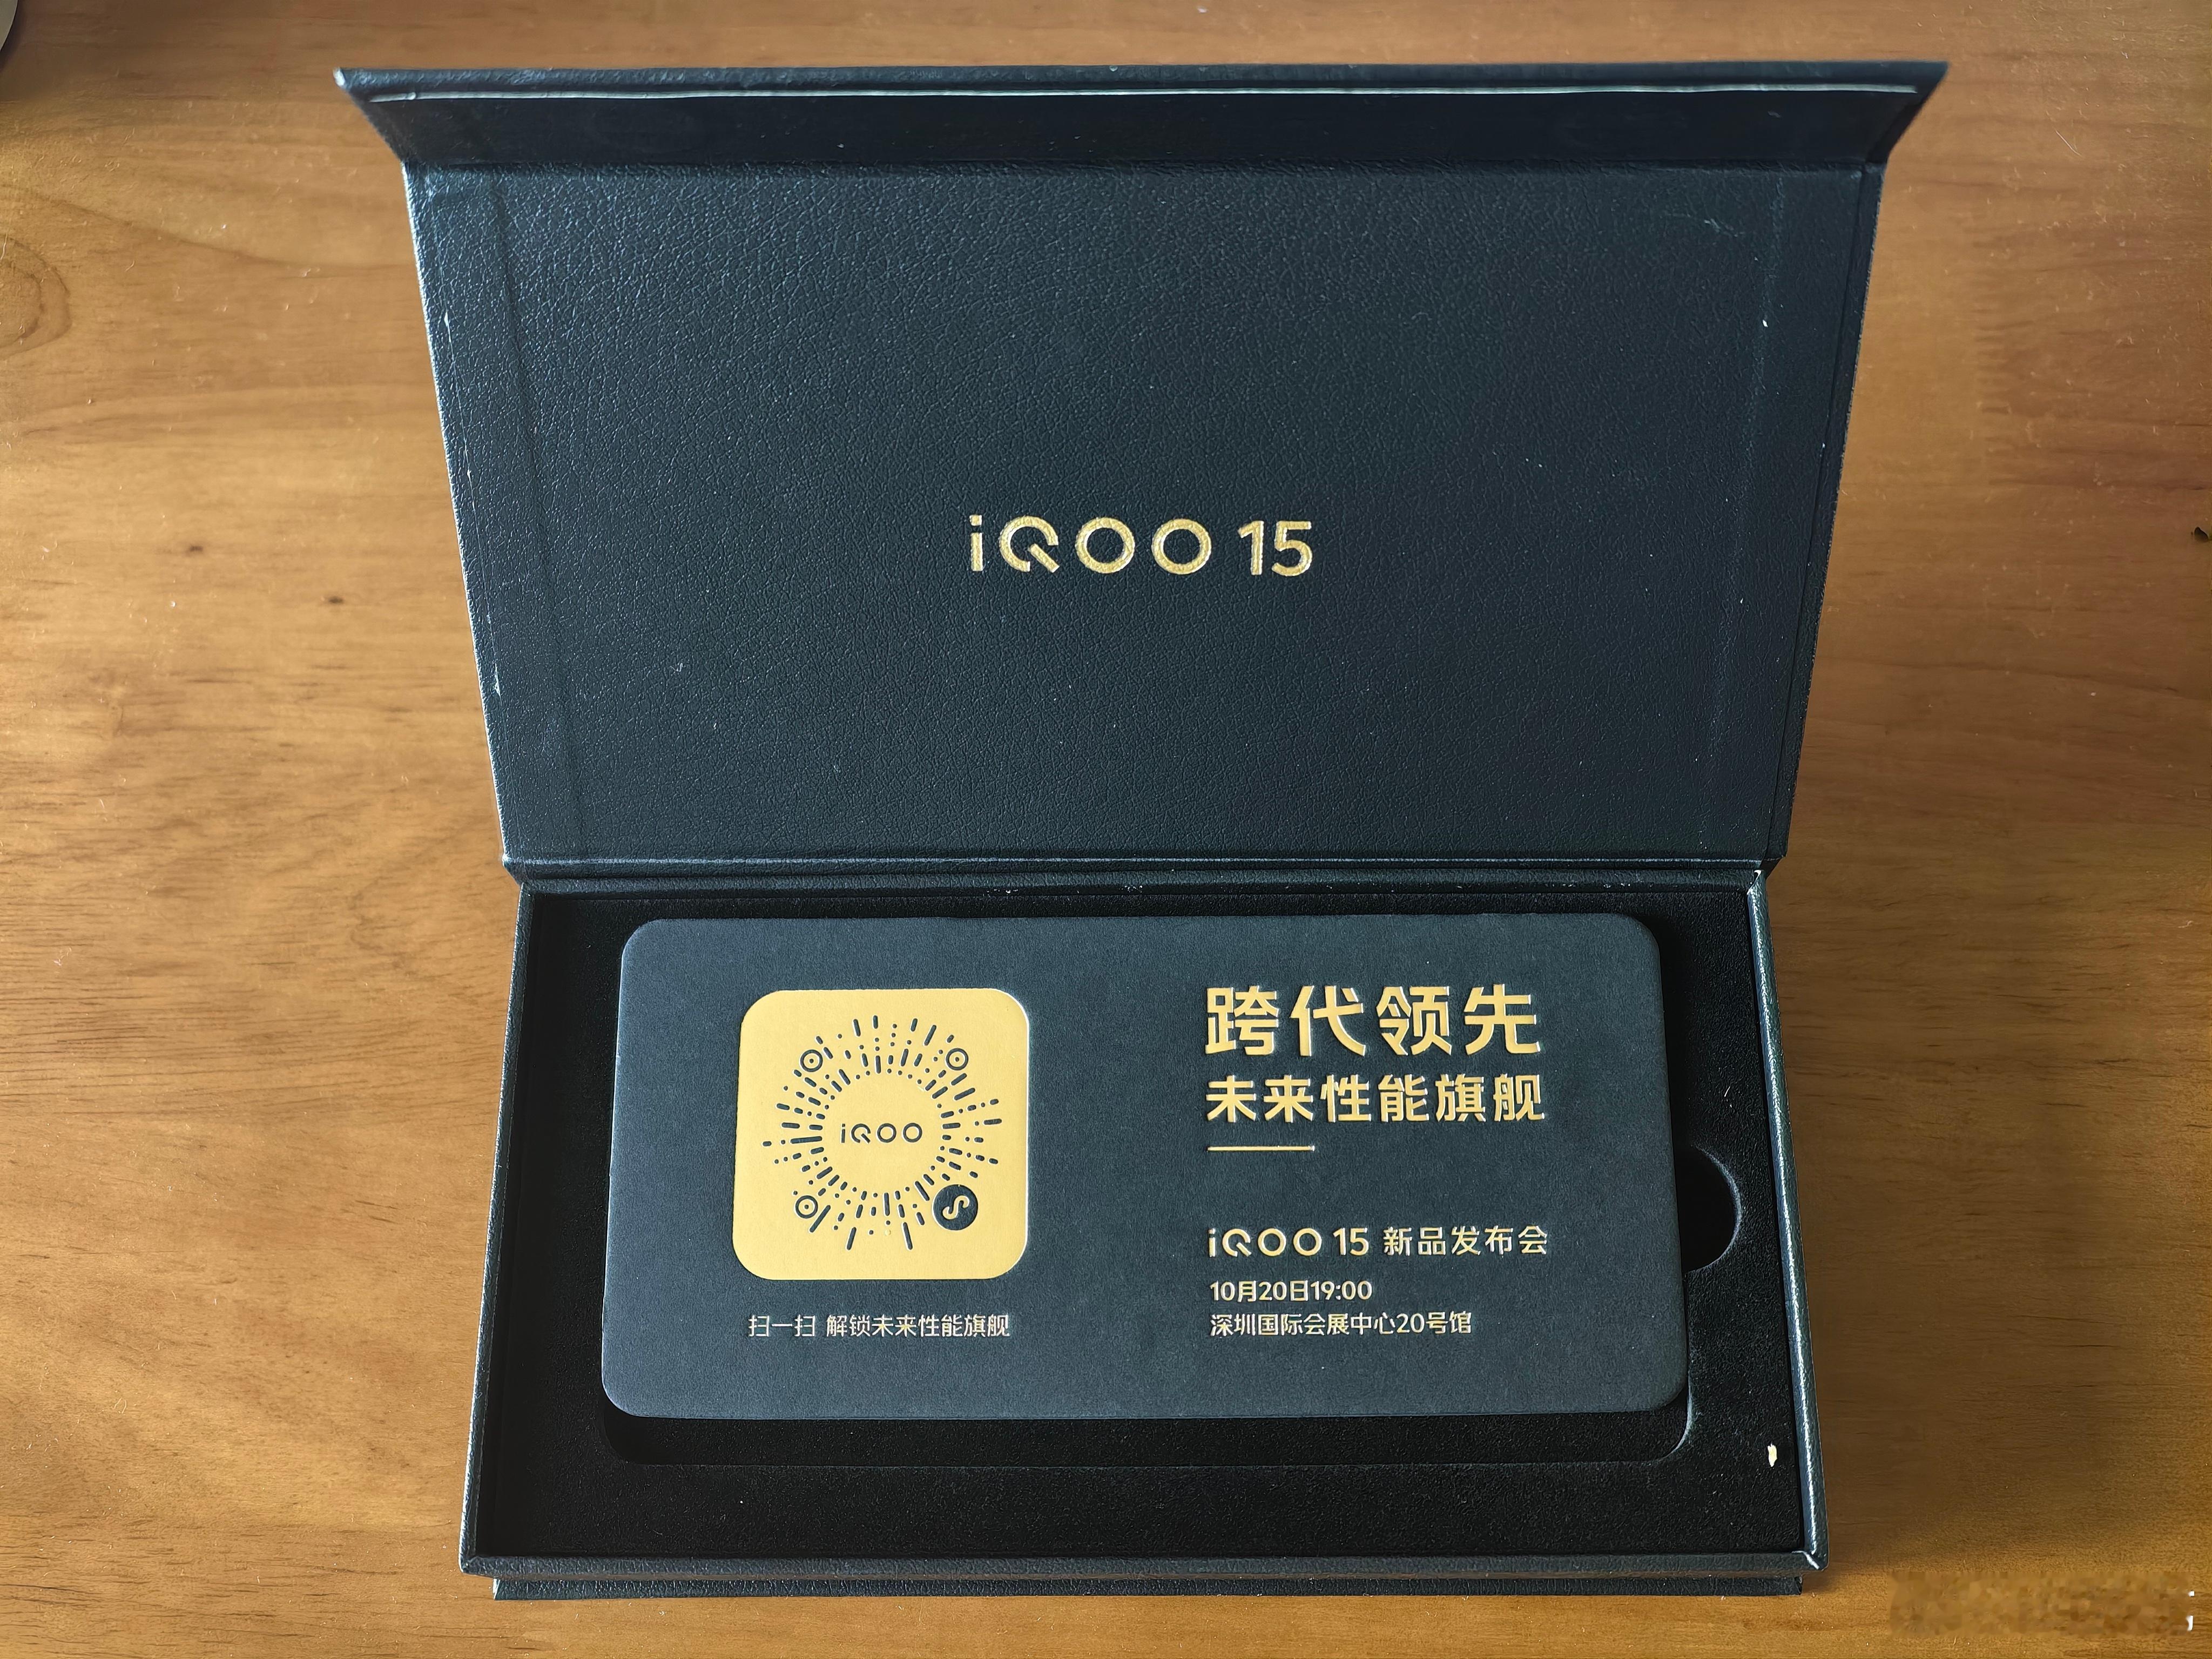 iQOO 15
iQOO
扫一扫 解锁未来性能旗舰
跨代领先
未来性能旗舰
iQOO 15 新品发布会
10月20日19:00
深圳国际会展中心20号馆